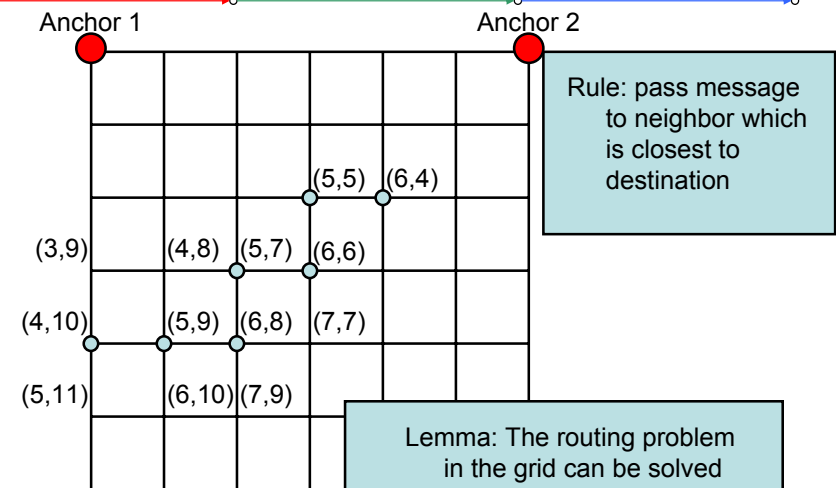 Anchor 1
Anchor 2
Rule: pass message
to neighbor which
is closest to
destination
(5,5) (6,4)
(3,9) (4,8) (5,7) (6,6)
(4,10) (5,9) (6,8) (7,7)
(5,11) (6,10) (7,9)
Lemma: The routing problem
in the grid can be solved